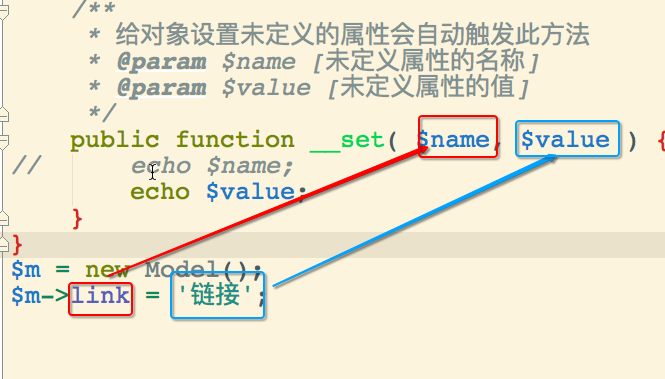 /**
* 给对象设置未定义的属性会自动触发此方法
* @param $name [未定义属性的名称]
* @param $value [未定义属性的值]
*/
public function __set( $name, $value ) {
// echo $name;
echo $value;
}
}
$m = new Model();
$m->link = '链接';